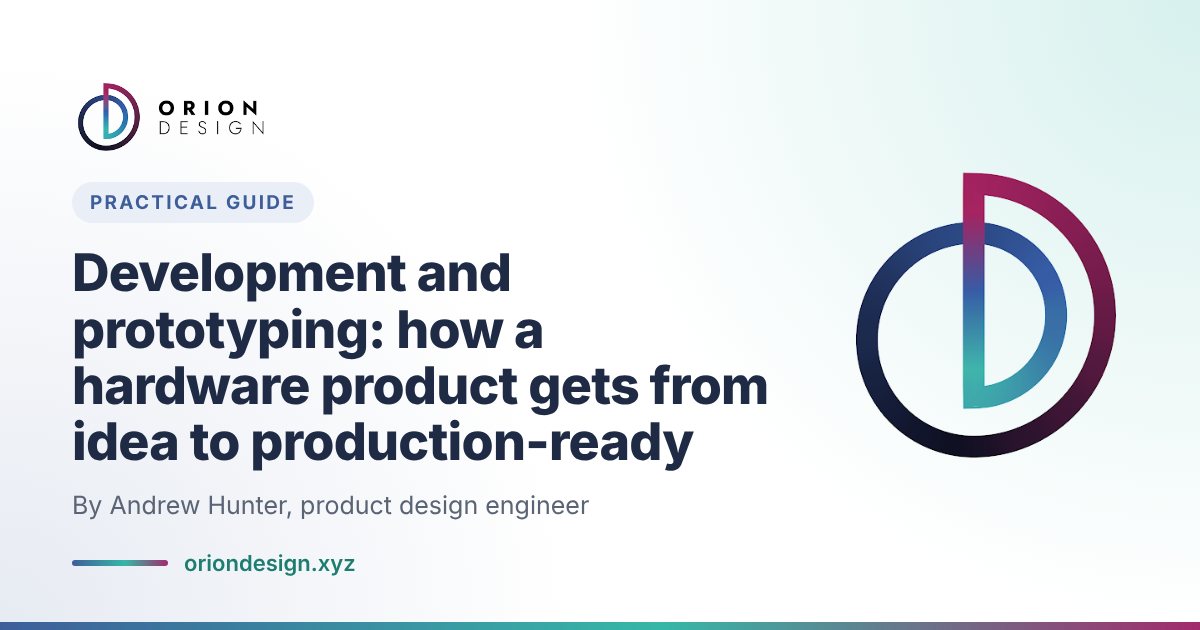 ORION
DESIGN
PRACTICAL GUIDE
Development and
prototyping: how a
hardware product gets from
idea to production-ready
By Andrew Hunter, product design engineer
oriondesign.xyz